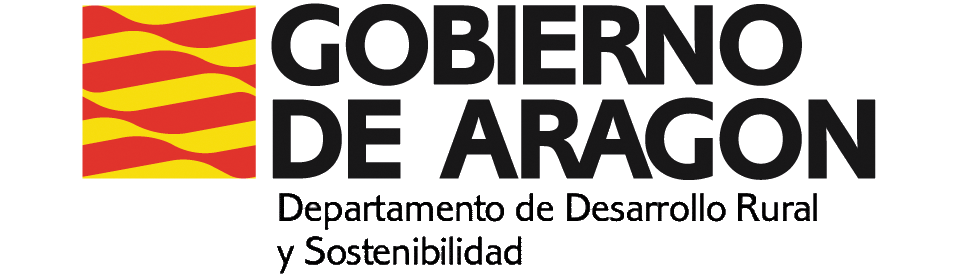 GOBIERNO
DE ARAGON
Departamento de Desarrollo Rural
y Sostenibilidad